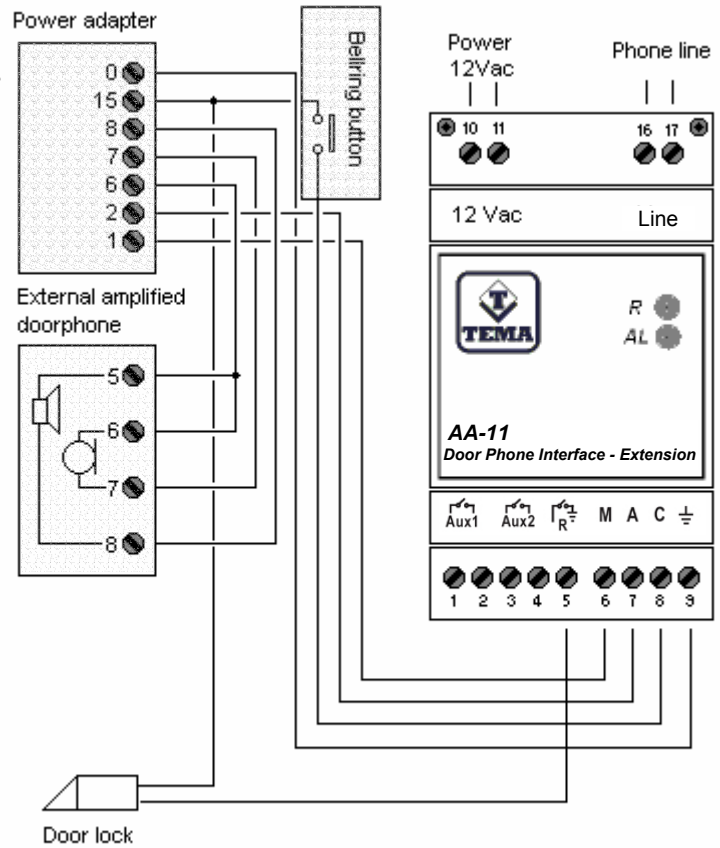 Power adapter
0
15
8
7
6
2
1
Bellring button
External amplified
doorphone
5
6
7
8
Door lock
Power
12Vac
Phone line
10 11
16 17
12 Vac
Line
TEMA
R
AL
AA-11
Door Phone Interface - Extension
Aux1 Aux2 R M A C
1 2 3 4 5 6 7 8 9